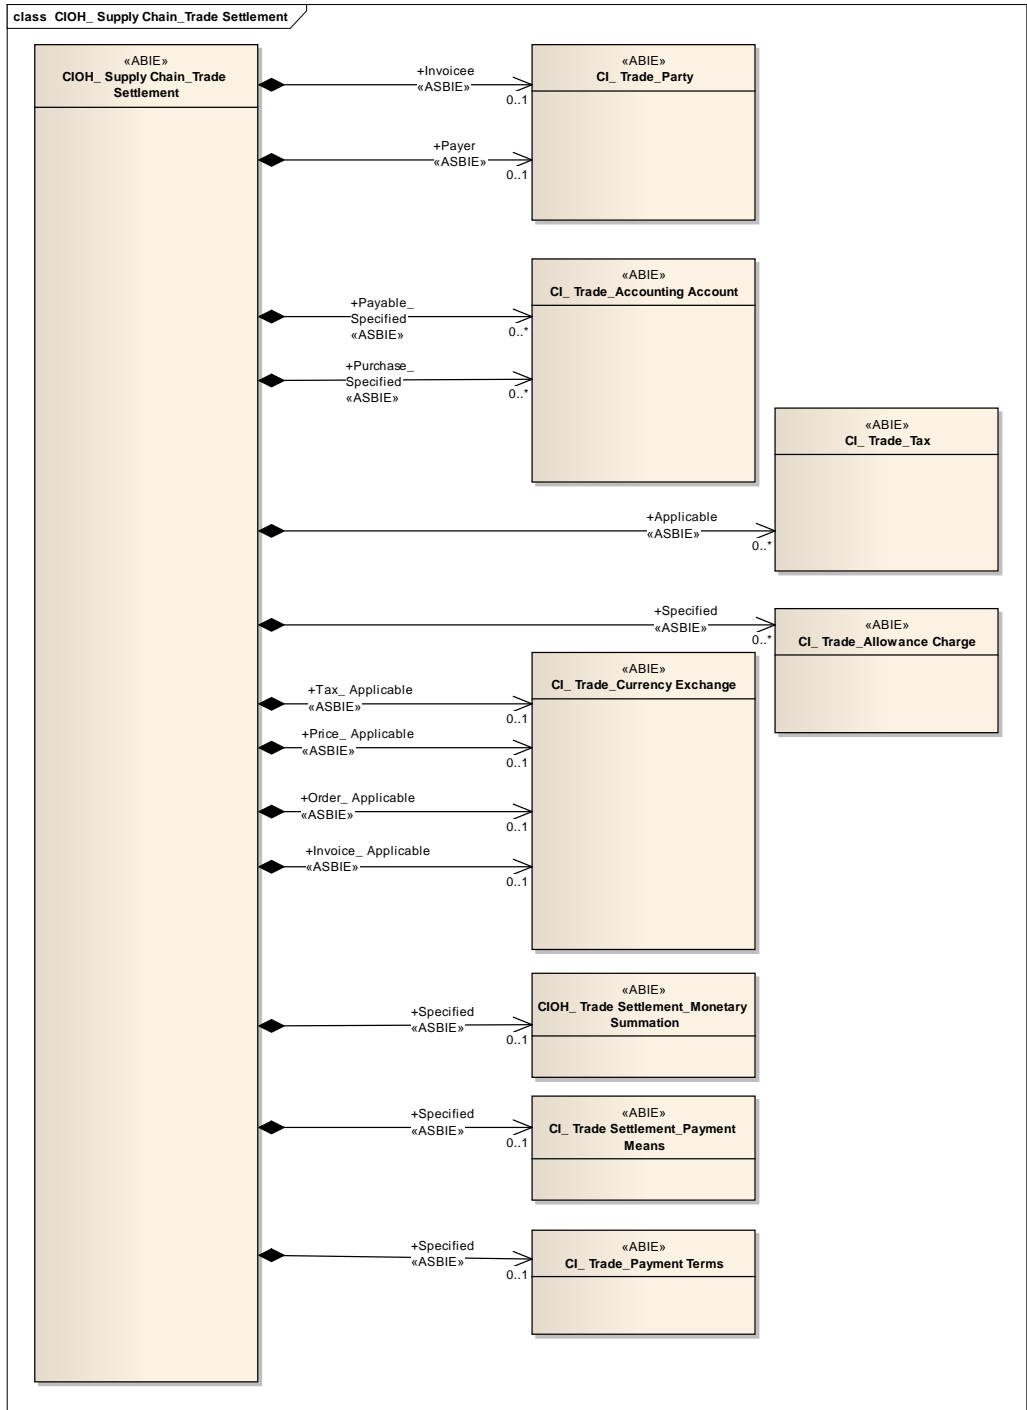 class CIOH_ Supply Chain_Trade Settlement
«ABIE»
CIOH_ Supply Chain_Trade
Settlement
+Invoicee
«ASBIE»
0..1
+Payer
«ASBIE»
0..1
«ABIE»
CI_ Trade_Party
+Payable_
Specified
«ASBIE»
0..*
+Purchase_
Specified
«ASBIE»
0..*
«ABIE»
CI_ Trade_Accounting Account
+Applicable
«ASBIE»
0..*
«ABIE»
CI_ Trade_Tax
+Specified
«ASBIE»
0..*
«ABIE»
CI_ Trade_Allowance Charge
+Tax_ Applicable
«ASBIE»
0..1
+Price_ Applicable
«ASBIE»
0..1
+Order_ Applicable
«ASBIE»
0..1
+Invoice_ Applicable
«ASBIE»
0..1
«ABIE»
CI_ Trade_Currency Exchange
+Specified
«ASBIE»
0..1
«ABIE»
CIOH_ Trade Settlement_Monetary
Summation
+Specified
«ASBIE»
0..1
«ABIE»
CI_ Trade Settlement_Payment
Means
+Specified
«ASBIE»
0..1
«ABIE»
CI_ Trade_Payment Terms